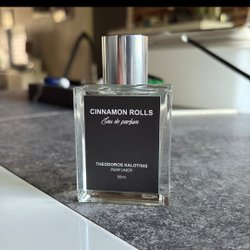 CINNAMON ROLLS
Eau de parfum
THEODOROS KALOTINIS
PERFUMER
50ml